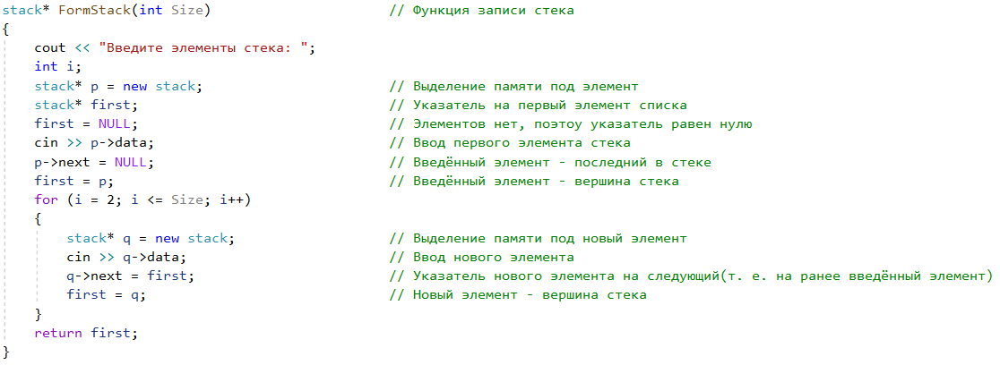 stack* FormStack(int Size) // Функция записи стека
{
cout << "Введите элементы стека: ";
int i;
stack* p = new stack; // Выделение памяти под элемент
stack* first; // Указатель на первый элемент списка
first = NULL; // Элементов нет, поэтоу указатель равен нулю
cin >> p->data; // Ввод первого элемента стека
p->next = NULL; // Введённый элемент - последний в стеке
first = p; // Введённый элемент - вершина стека
for (i = 2; i <= Size; i++)
{
stack* q = new stack; // Выделение памяти под новый элемент
cin >> q->data; // Ввод нового элемента
q->next = first; // Указатель нового элемента на следующий(т. е. на ранее введённый элемент)
first = q; // Новый элемент - вершина стека
}
return first;
}